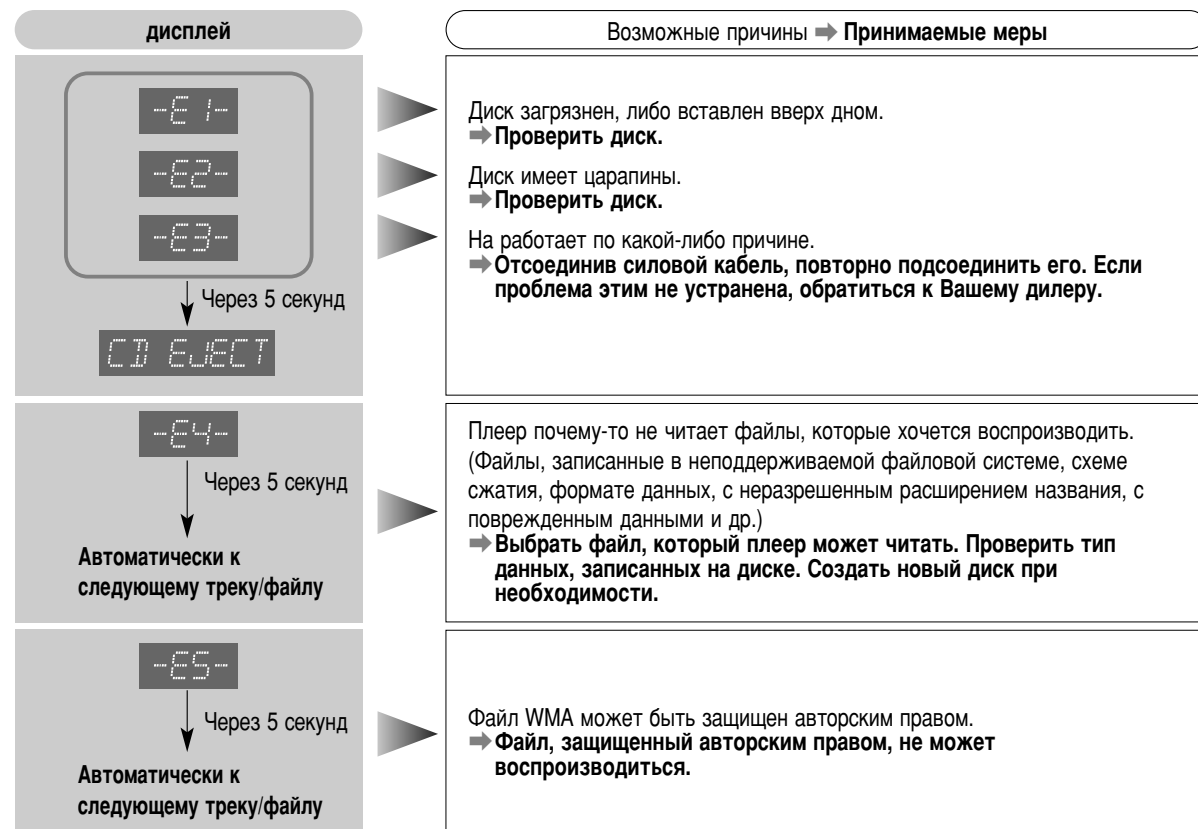 дисплей
Возможные причины ➡ Принимаемые меры
-E1-
Диск загрязнен, либо вставлен вверх дном.
➡ Проверить диск.
-E2-
Диск имеет царапины.
➡ Проверить диск.
-E3-
На работает по какой-либо причине.
➡ Отсоединив силовой кабель, повторно подсоединить его. Если
проблема этим не устранена, обратиться к Вашему дилеру.
Через 5 секунд
CD EJECT
-E4-
Через 5 секунд
Автоматически к
следующему треку/файлу
Плеер почему-то не читает файлы, которые хочется воспроизводить.
(Файлы, записанные в неподдерживаемой файловой системе, схеме
сжатия, формате данных, с неразрешенным расширением названия, с
поврежденным данными и др.)
➡ Выбрать файл, который плеер может читать. Проверить тип
данных, записанных на диске. Создать новый диск при
необходимости.
-E5-
Через 5 секунд
Автоматически к
следующему треку/файлу
Файл WMA может быть защищен авторским правом.
➡ Файл, защищенный авторским правом, не может
воспроизводиться.